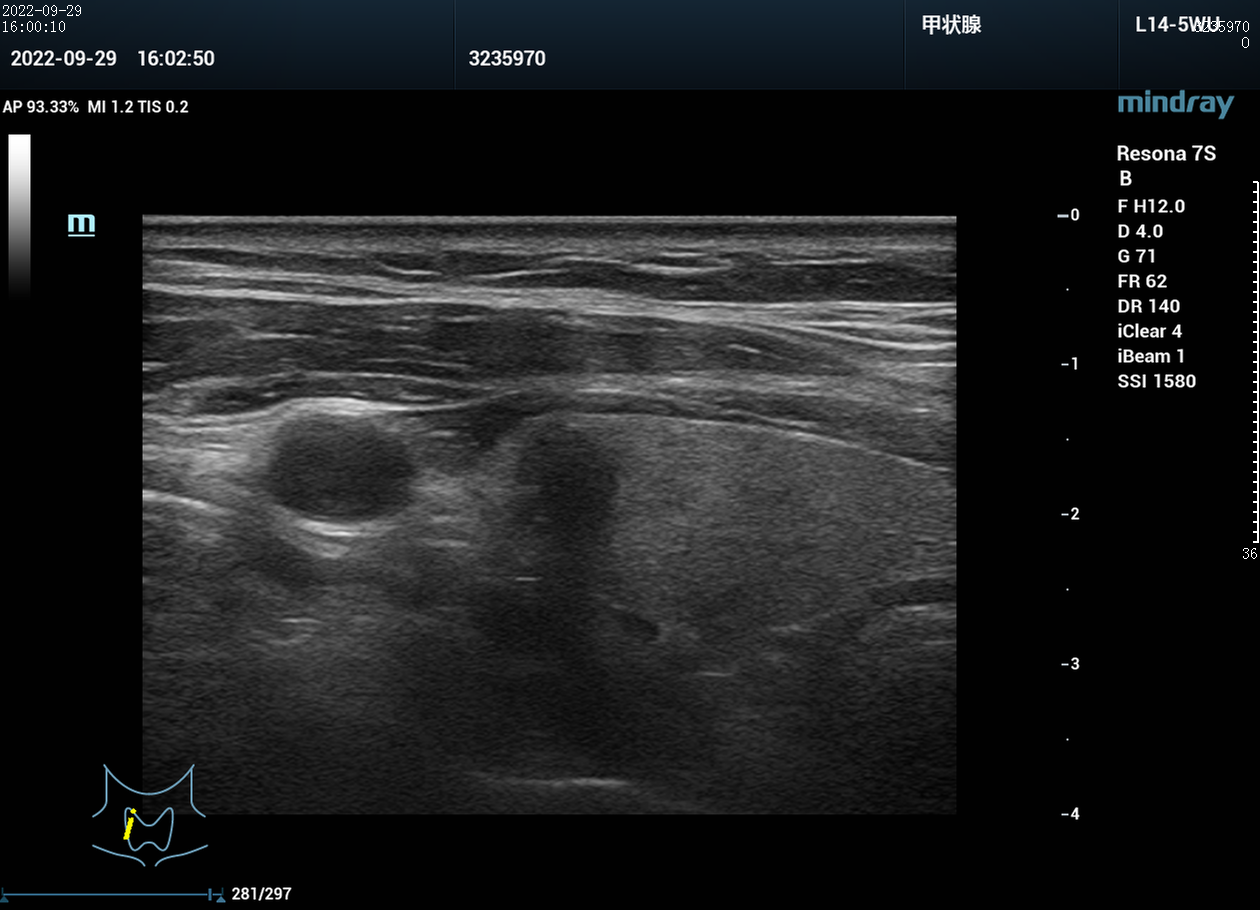 2022-09-29
16:00:10
甲状腺
L14-5WU
3235970
0
2022-09-29 16:02:50
3235970
AP 93.33% MI 1.2 TIS 0.2
mindray
Resona 7S
B
m
F H12.0
D 4.0
G 71
FR 62
DR 140
iClear 4
iBeam 1
SSI 1580
0
-1
-2
36
-3
-4
281/297